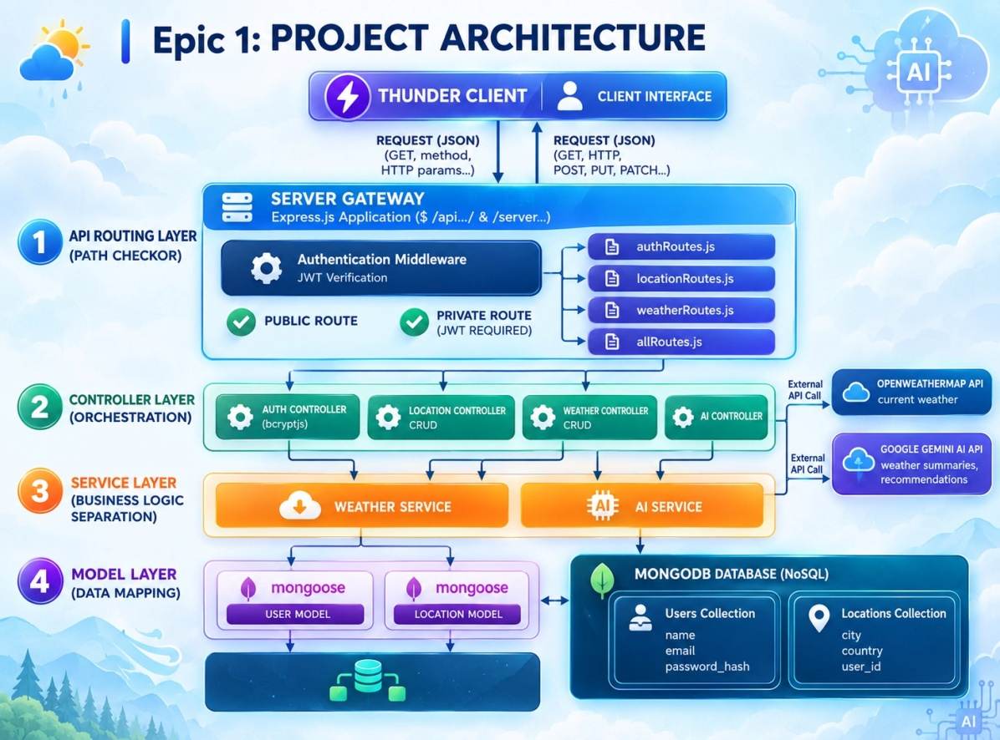 Epic 1: PROJECT ARCHITECTURE
AI
THUNDER CLIENT
CLIENT INTERFACE
REQUEST (JSON)
(GET, method,
HTTP params...)
REQUEST (JSON)
(GET, HTTP,
POST, PUT, PATCH...)
SERVER GATEWAY
Express.js Application ($ /api.../ & /server...)
1
API ROUTING LAYER
(PATH CHECKOR)
Authentication Middleware
JWT Verification
PUBLIC ROUTE
PRIVATE ROUTE
(JWT REQUIRED)
authRoutes.js
locationRoutes.js
weatherRoutes.js
allRoutes.js
2
CONTROLLER LAYER
(ORCHESTRATION)
AUTH CONTROLLER
(bcryptjs)
LOCATION CONTROLLER
CRUD
WEATHER CONTROLLER
CRUD
AI CONTROLLER
External
API Call
OPENWEATHERMAP API
current weather
External
API Call
GOOGLE GEMINI AI API
weather summaries,
recommendations
3
SERVICE LAYER
(BUSINESS LOGIC
SEPARATION)
WEATHER SERVICE
AI
AI SERVICE
4
MODEL LAYER
(DATA MAPPING)
mongoose
USER MODEL
mongoose
LOCATION MODEL
MONGODB DATABASE (NoSQL)
Users Collection
name
email
password_hash
Locations Collection
city
country
user_id
AI